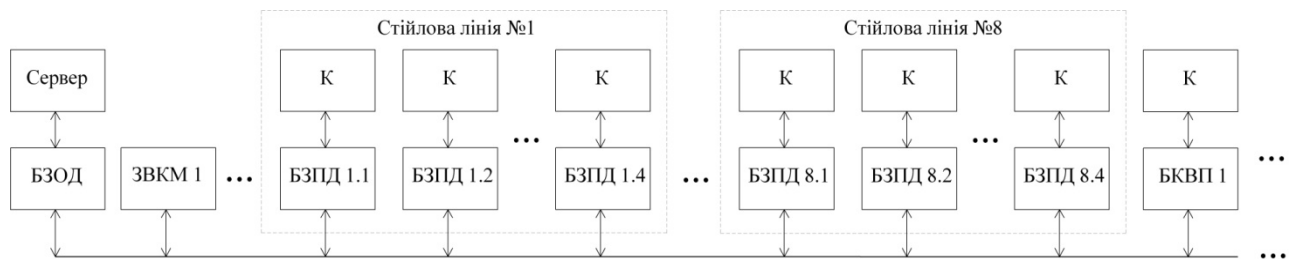 Стійлова лінія №1
Стійлова лінія №8
Сервер
К
К
К
К
К
К
К
...
...
БЗОД
ЗВКМ 1
...
БЗПД 1.1
БЗПД 1.2
БЗПД 1.4
...
БЗПД 8.1
БЗПД 8.2
БЗПД 8.4
БКВП 1
...
...